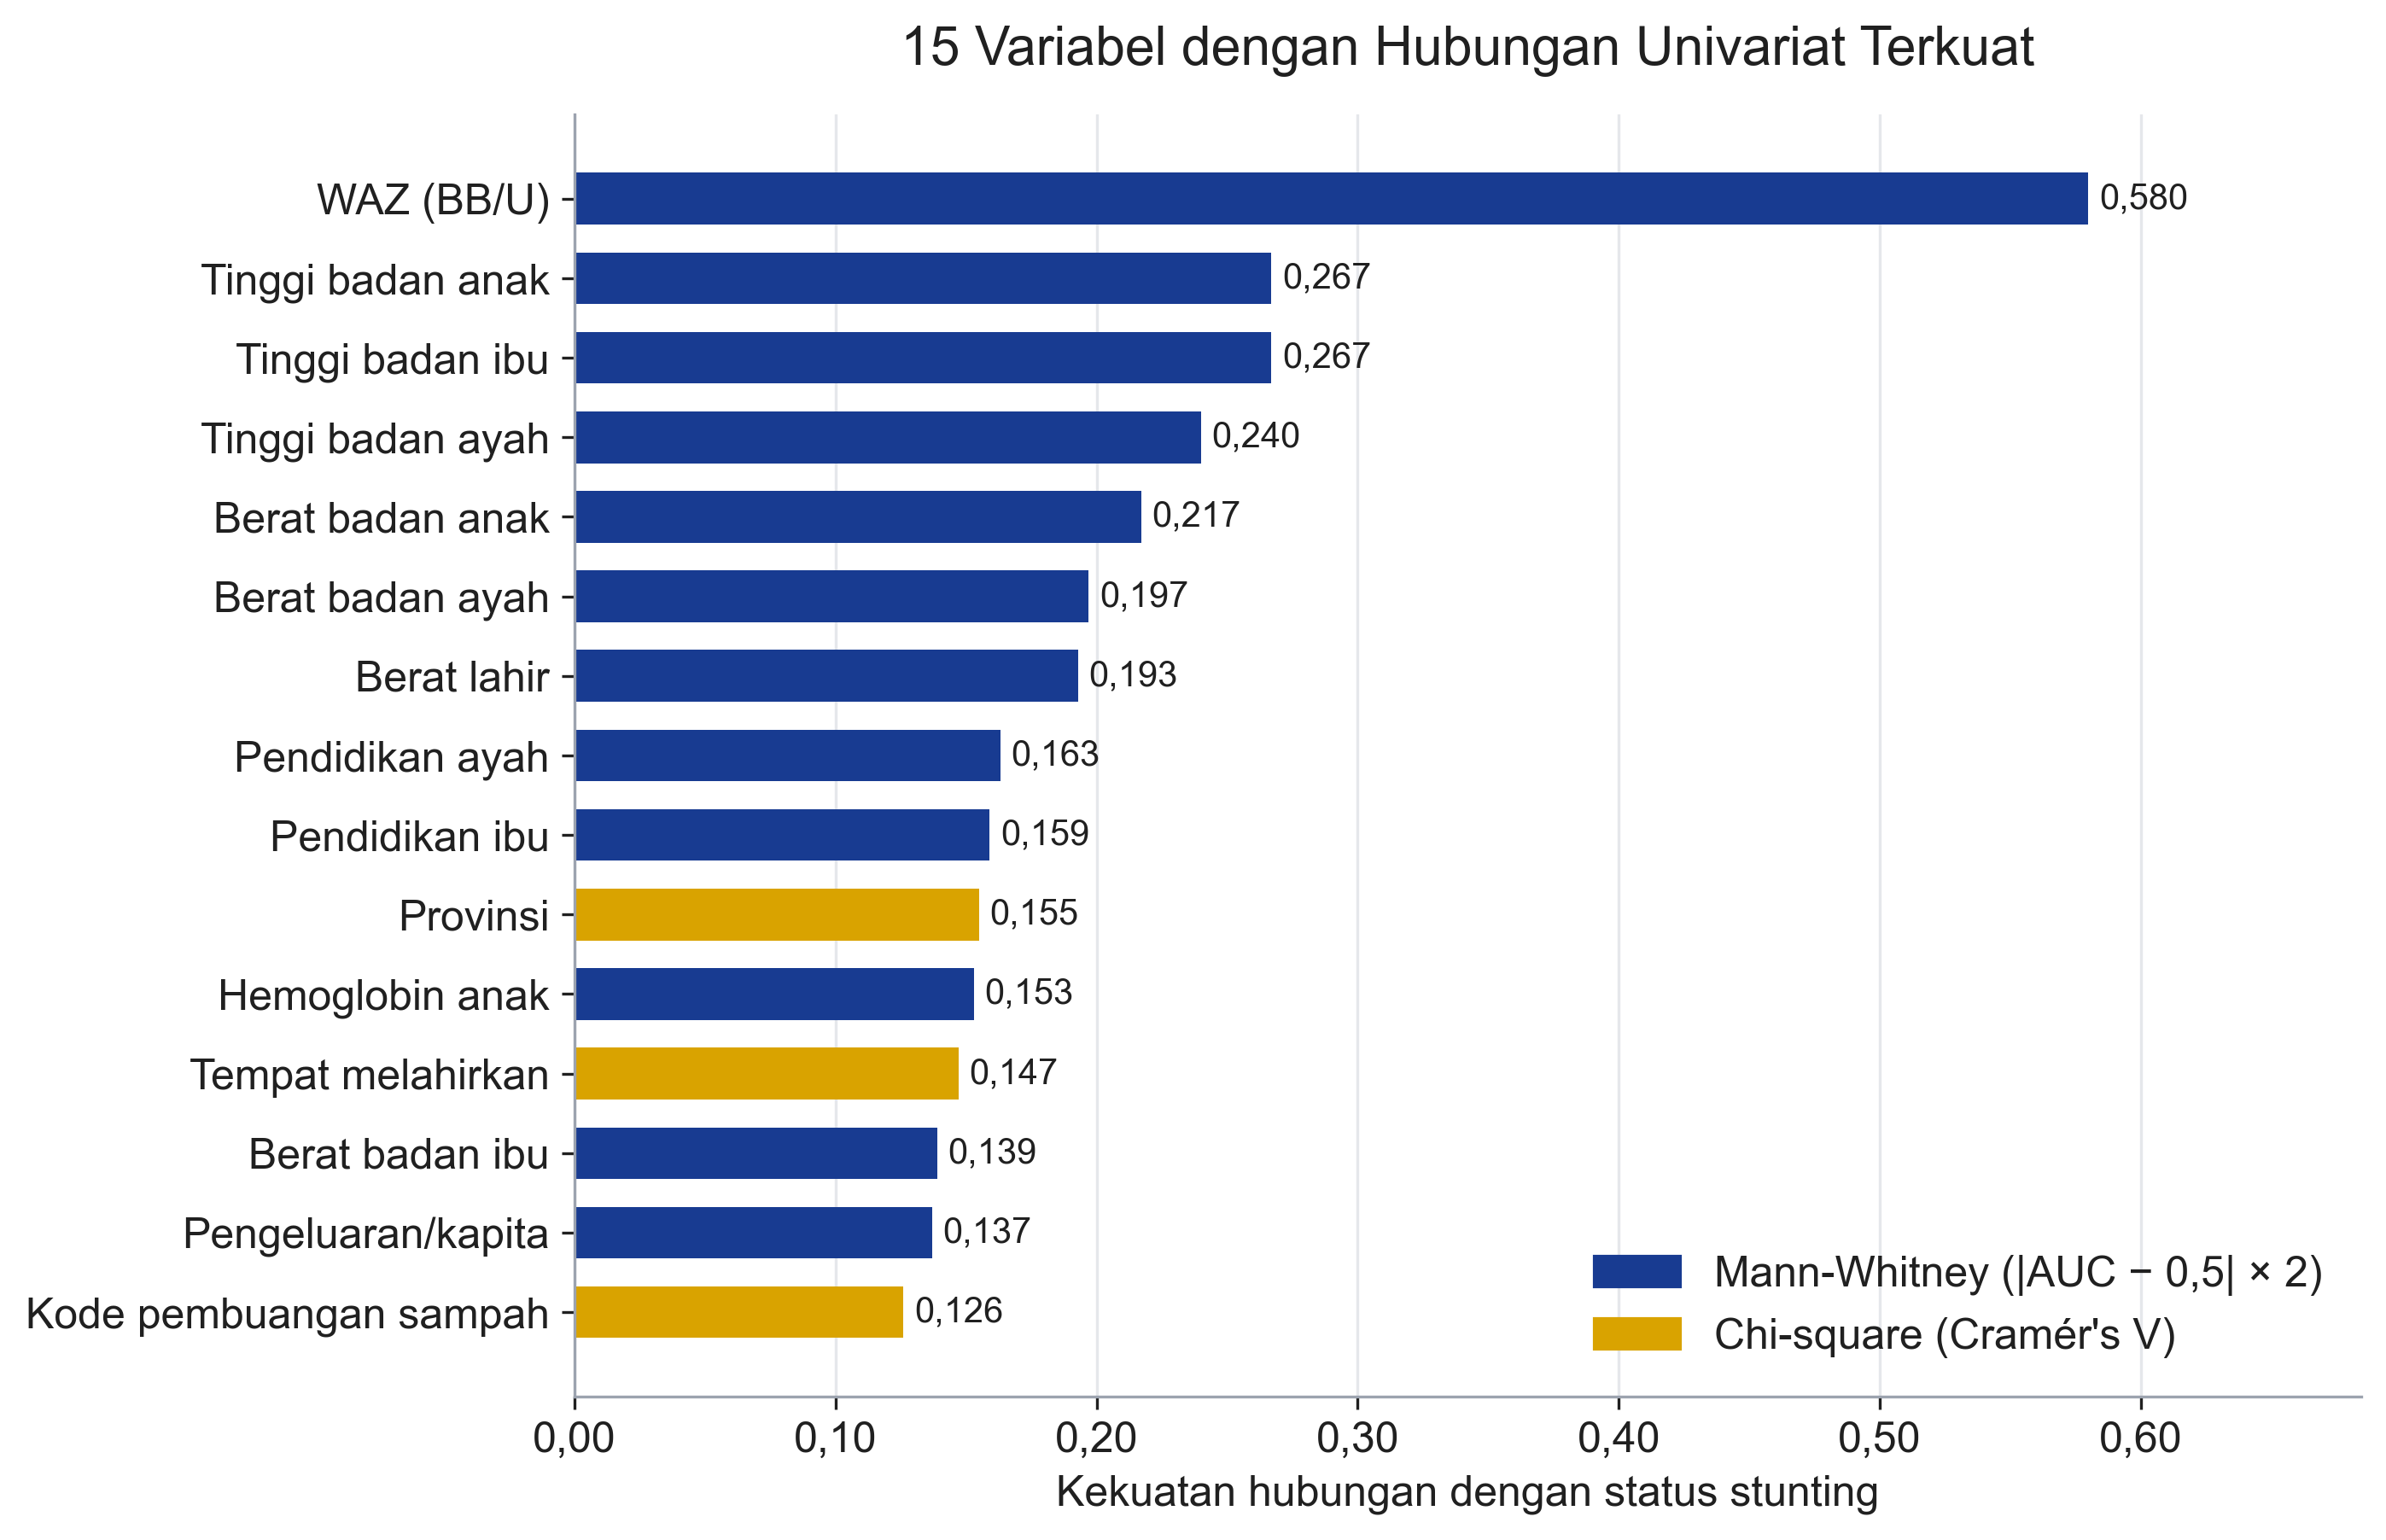 15 Variabel dengan Hubungan Univariat Terkuat
WAZ (BB/U) 0,580
Tinggi badan anak 0,267
Tinggi badan ibu 0,267
Tinggi badan ayah 0,240
Berat badan anak 0,217
Berat badan ayah 0,197
Berat lahir 0,193
Pendidikan ayah 0,163
Pendidikan ibu 0,159
Provinsi 0,155
Hemoglobin anak 0,153
Tempat melahirkan 0,147
Berat badan ibu 0,139
Pengeluaran/kapita 0,137
Kode pembuangan sampah 0,126
Mann-Whitney (|AUC − 0,5| × 2)
Chi-square (Cramér's V)
0,00 0,10 0,20 0,30 0,40 0,50 0,60
Kekuatan hubungan dengan status stunting